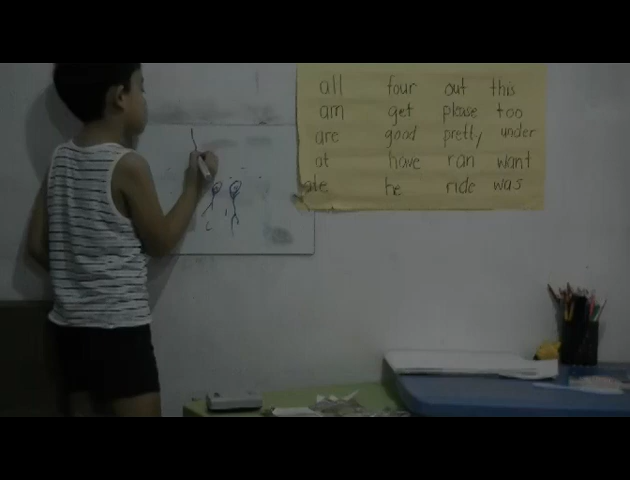 all four out this
am get please too
are good pretty under
at have ran want
ate he ride was